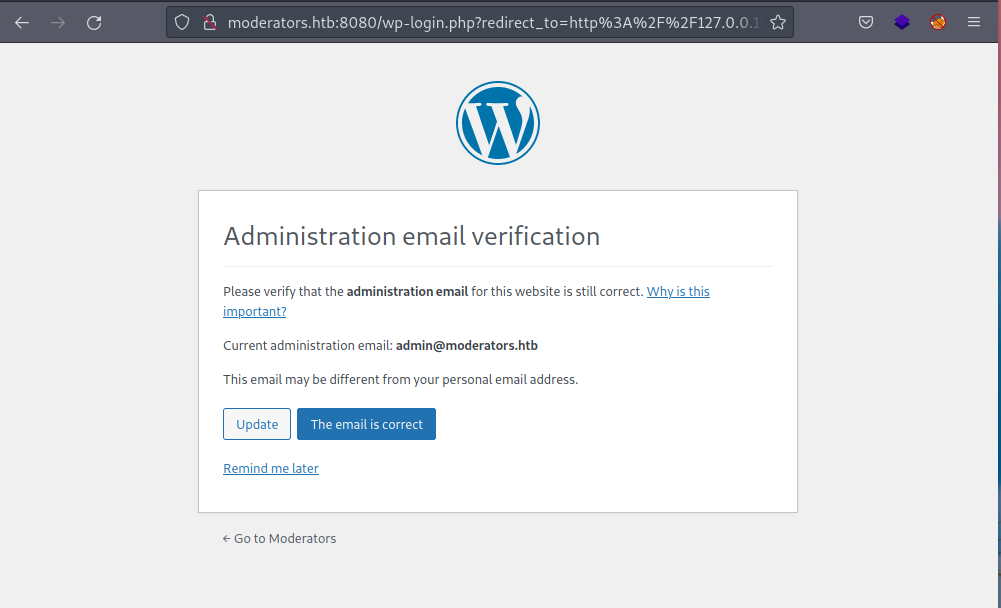 moderators.htb:8080/wp-login.php?redirect_to=http%3A%2F%2F127.0.0.1
Administration email verification
Please verify that the administration email for this website is still correct. Why is this
important?
Current administration email: admin@moderators.htb
This email may be different from your personal email address.
Update The email is correct
Remind me later
← Go to Moderators